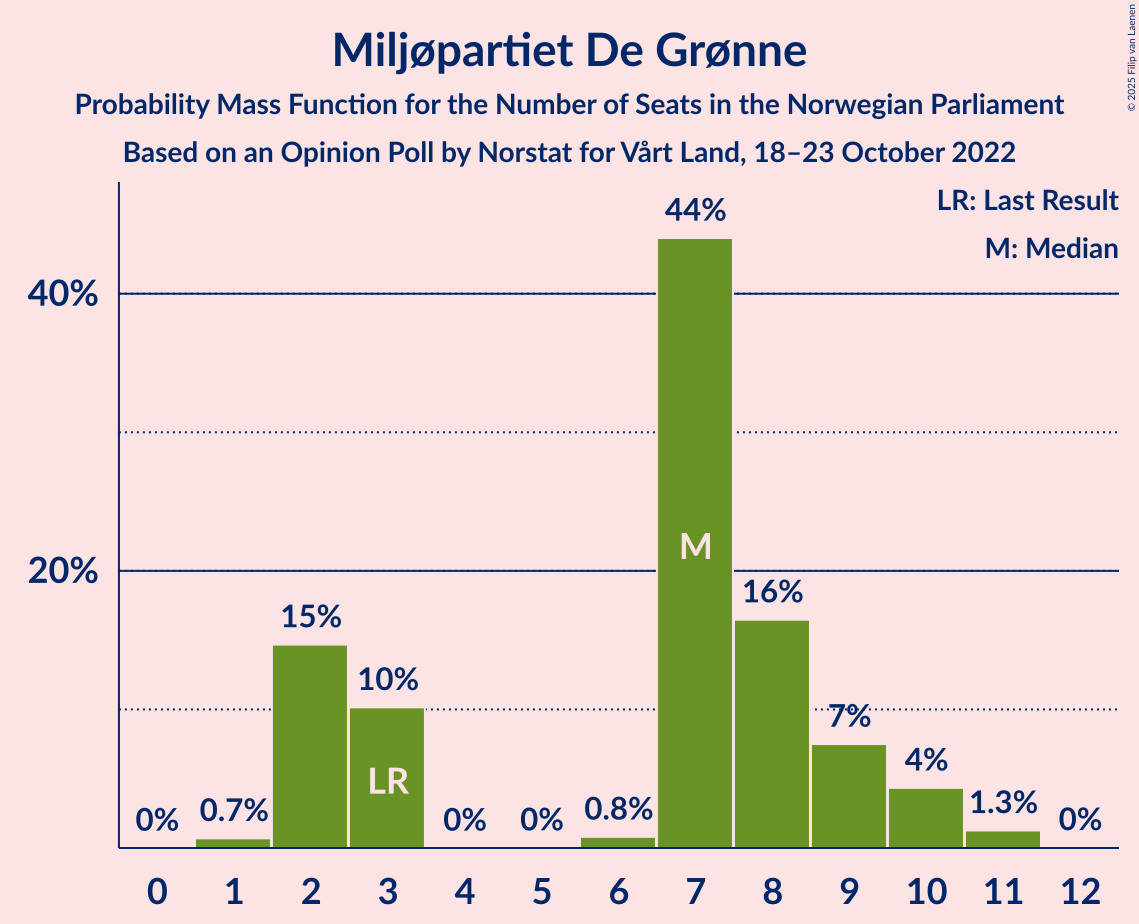 Miljøpartiet De Grønne
Probability Mass Function for the Number of Seats in the Norwegian Parliament
Based on an Opinion Poll by Norstat for Vårt Land, 18–23 October 2022
© 2025 Filip van Laenen
LR: Last Result
M: Median
40%
20%
0%
0.7%
15%
10%
LR
0%
0%
0.8%
44%
M
16%
7%
4%
1.3%
0%
0 1 2 3 4 5 6 7 8 9 10 11 12